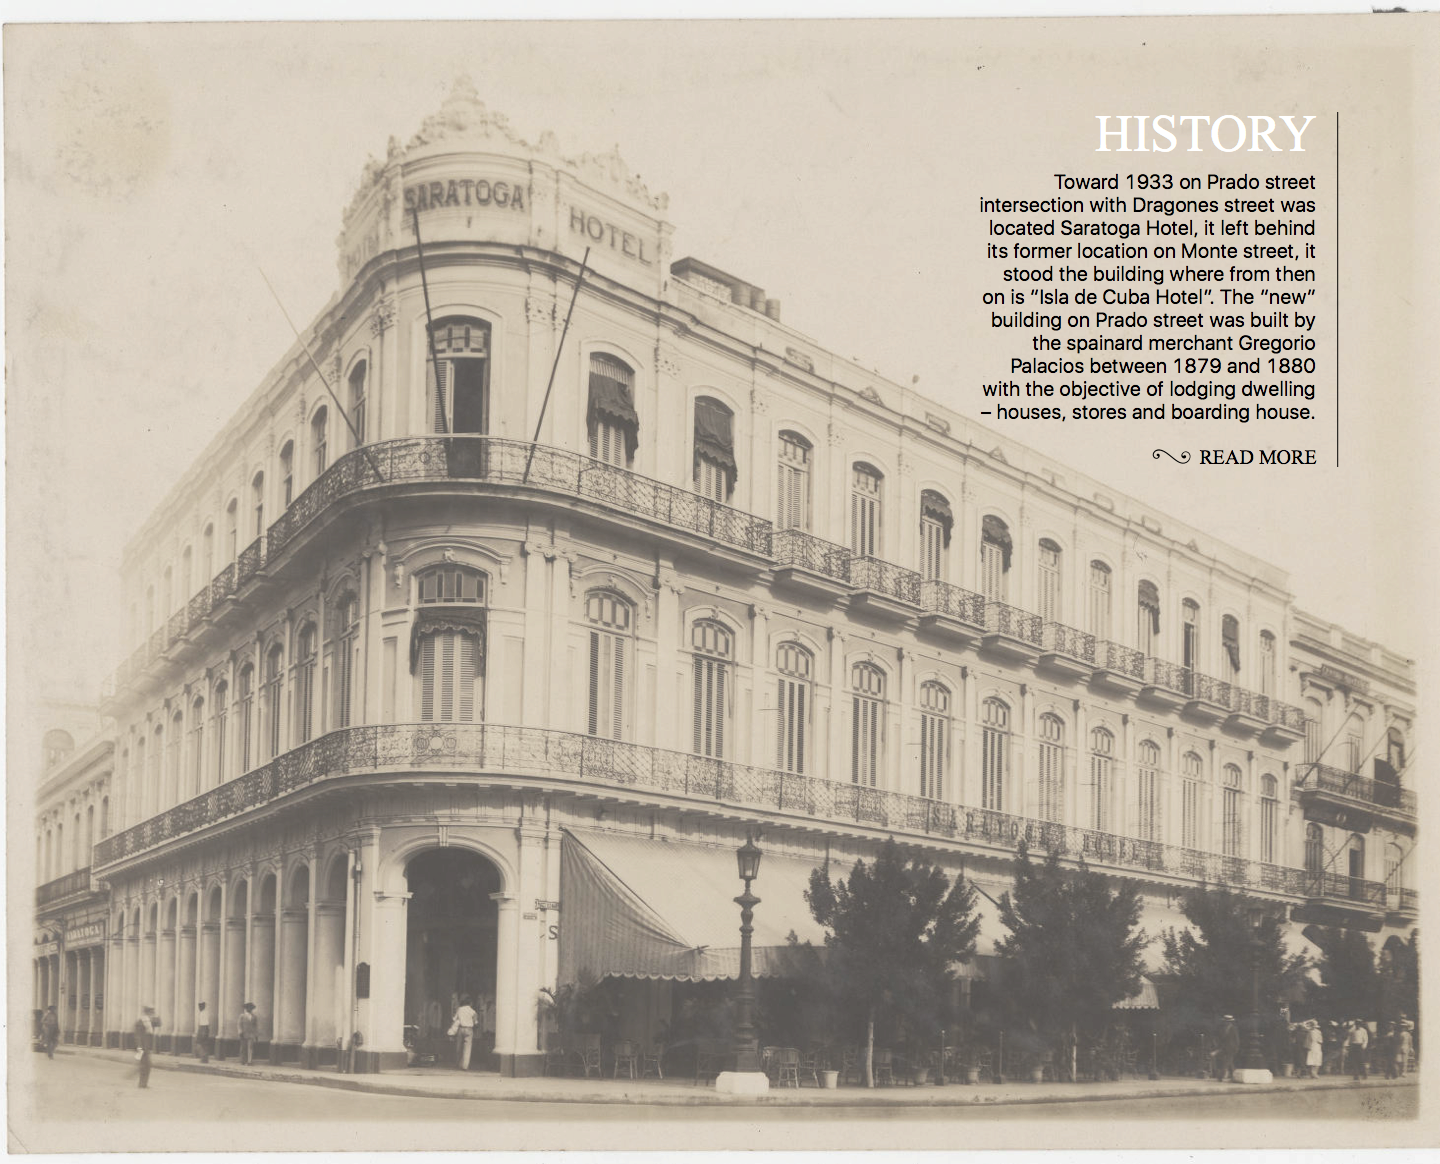 SARATOGA
HOTEL
HISTORY
Toward 1933 on Prado street
intersection with Dragones street was
located Saratoga Hotel, it left behind
its former location on Monte street, it
stood the building where from then
on is “Isla de Cuba Hotel”. The “new”
building on Prado street was built by
the spainard merchant Gregorio
Palacios between 1879 and 1880
with the objective of lodging dwelling
– houses, stores and boarding house.
READ MORE
SARATOGA HOTEL
SARATOGA
S